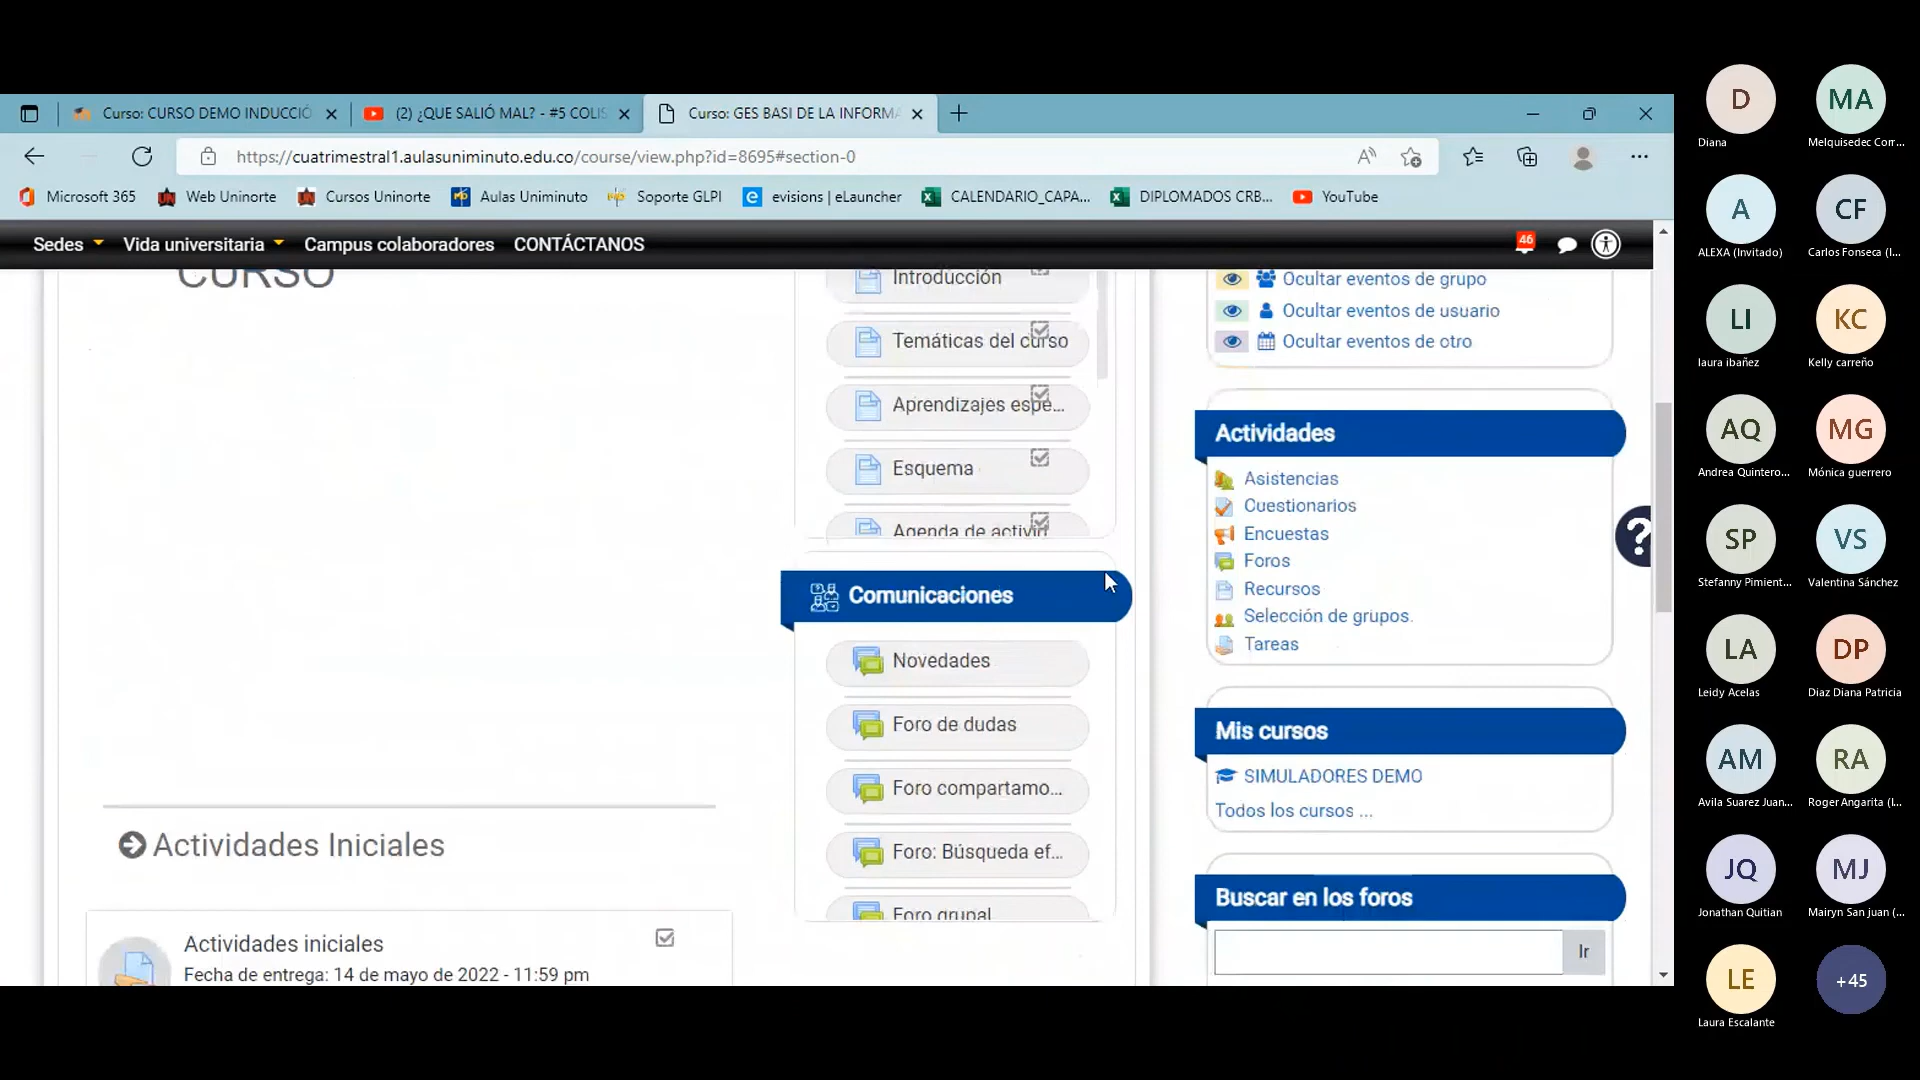 Curso: CURSO DEMO INDUCCIÓ
(2) ¿QUE SALIÓ MAL? - #5 COLIS
Curso: GES BASI DE LA INFORMA
https://cuatrimestral1.aulasuniminuto.edu.co/course/view.php?id=8695#section-0
Microsoft 365
Web Uninorte
Cursos Uninorte
Aulas Uniminuto
Soporte GLPI
evisions | eLauncher
CALENDARIO_CAPA...
DIPLOMADOS CRB...
YouTube
Sedes
Vida universitaria
Campus colaboradores
CONTÁCTANOS
46
CURSO
Actividades Iniciales
Actividades iniciales
Fecha de entrega: 14 de mayo de 2022 - 11:59 pm
Introducción
Temáticas del curso
Aprendizajes espe...
Esquema
Agenda de activid
Comunicaciones
Novedades
Foro de dudas
Foro compartamo...
Foro: Búsqueda ef...
Foro grupal
Ocultar eventos de grupo
Ocultar eventos de usuario
Ocultar eventos de otro
Actividades
Asistencias
Cuestionarios
Encuestas
Foros
Recursos
Selección de grupos.
Tareas
Mis cursos
SIMULADORES DEMO
Todos los cursos ...
Buscar en los foros
Ir
?
D
Diana
MA
Melquisedec Corr...
A
ALEXA (Invitado)
CF
Carlos Fonseca (I...
LI
laura ibañez
KC
Kelly carreño
AQ
Andrea Quintero...
MG
Mónica guerrero
SP
Stefanny Pimient...
VS
Valentina Sánchez
LA
Leidy Acelas
DP
Diaz Diana Patricia
AM
Avila Suarez Juan...
RA
Roger Angarita (I...
JQ
Jonathan Quitian
MJ
Mairyn San juan (...
LE
Laura Escalante
+45